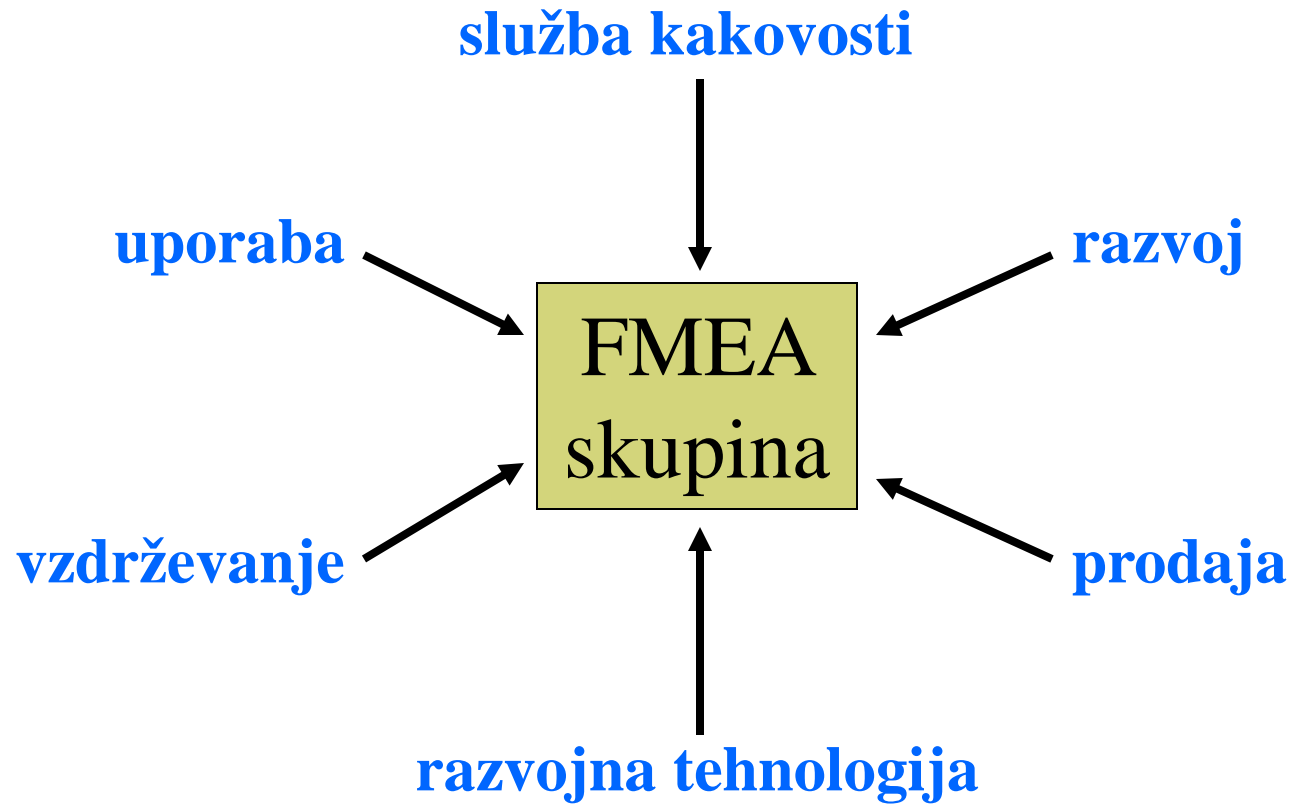 služba kakovosti
uporaba
razvoj
FMEA
skupina
vzdrževanje
prodaja
razvojna tehnologija